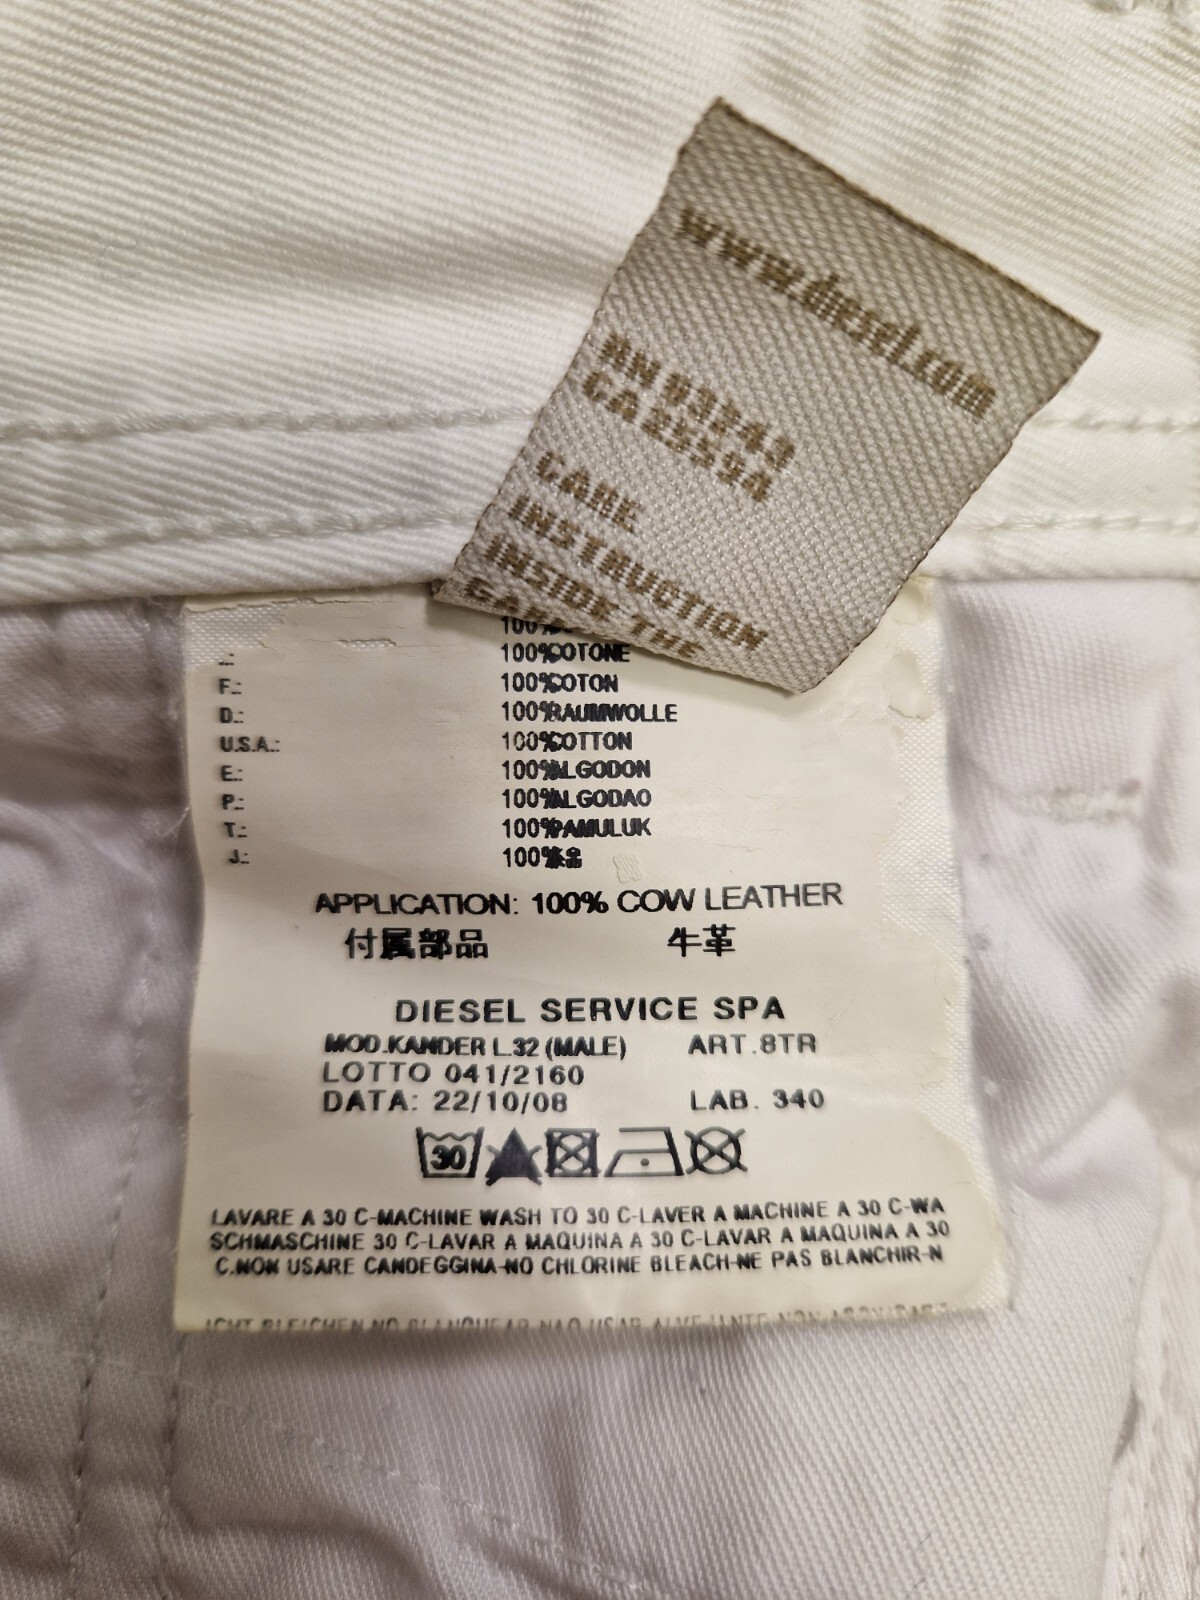 www.diesel.com
RN 93243
CA 25594
CARE
INSTRUCTION
INSIDE THE
100%
100%COTONE
F.: 100%COTON
D.: 100%BAUMWOLLE
U.S.A.: 100%COTTON
E.: 100%ALGODON
P.: 100%ALGODAO
T.: 100%PAMULUK
J.: 100%
APPLICATION: 100% COW LEATHER
付属部品 牛革
DIESEL SERVICE SPA
MOD.KANDER L.32 (MALE) ART.8TR
LOTTO 041/2160
DATA: 22/10/08 LAB. 340
30
LAVARE A 30 C-MACHINE WASH TO 30 C-LAVER A MACHINE A 30 C-WA
SCHMASCHINE 30 C-LAVAR A MAQUINA A 30 C-LAVAR A MAQUINA A 30
C.NON USARE CANDEGGINA-NO CHLORINE BLEACH-NE PAS BLANCHIR-N